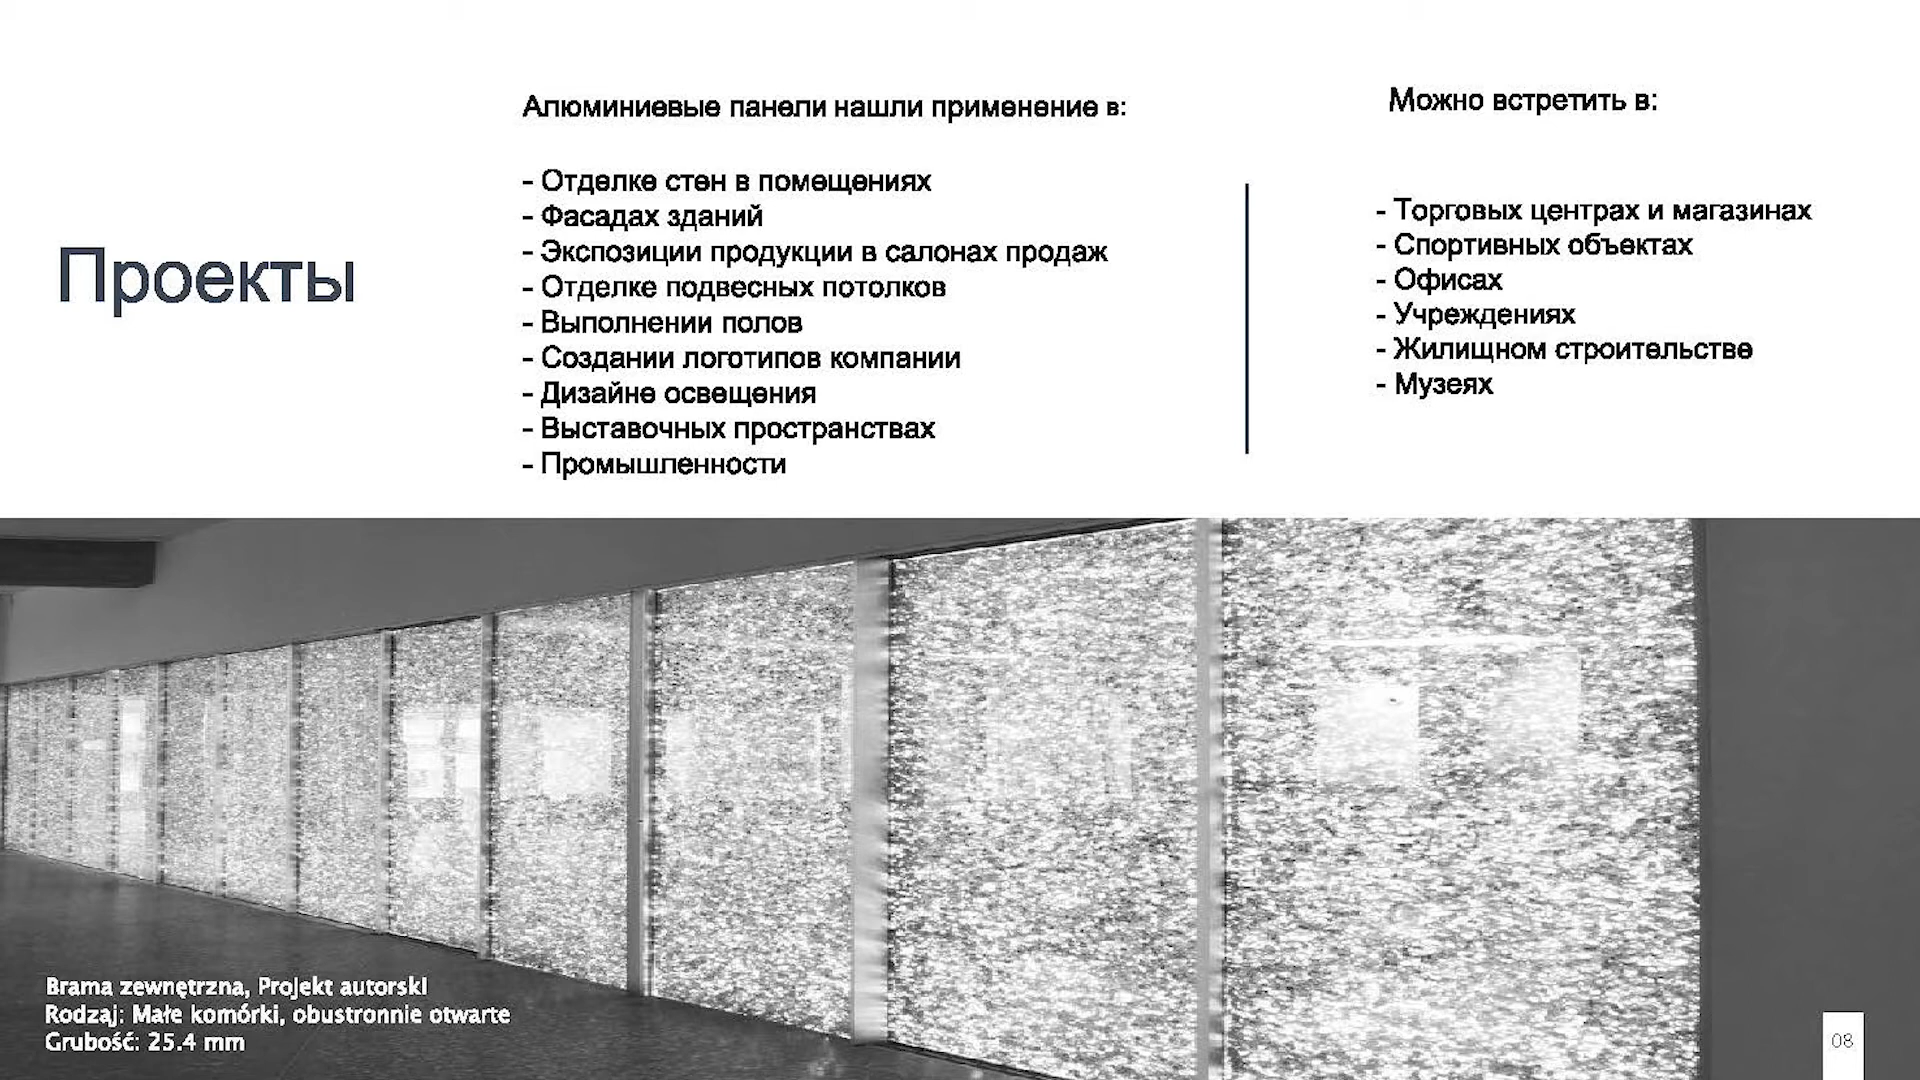 Проекты
Алюминиевые панели нашли применение в:
- Отделке стен в помещениях
- Фасадах зданий
- Экспозиции продукции в салонах продаж
- Отделке подвесных потолков
- Выполнении полов
- Создании логотипов компании
- Дизайне освещения
- Выставочных пространствах
- Промышленности
Можно встретить в:
- Торговых центрах и магазинах
- Спортивных объектах
- Офисах
- Учреждениях
- Жилищном строительстве
- Музеях
Brama zewnętrzna, Projekt autorski
Rodzaj: Małe komórki, obustronnie otwarte
Grubość: 25.4 mm
08